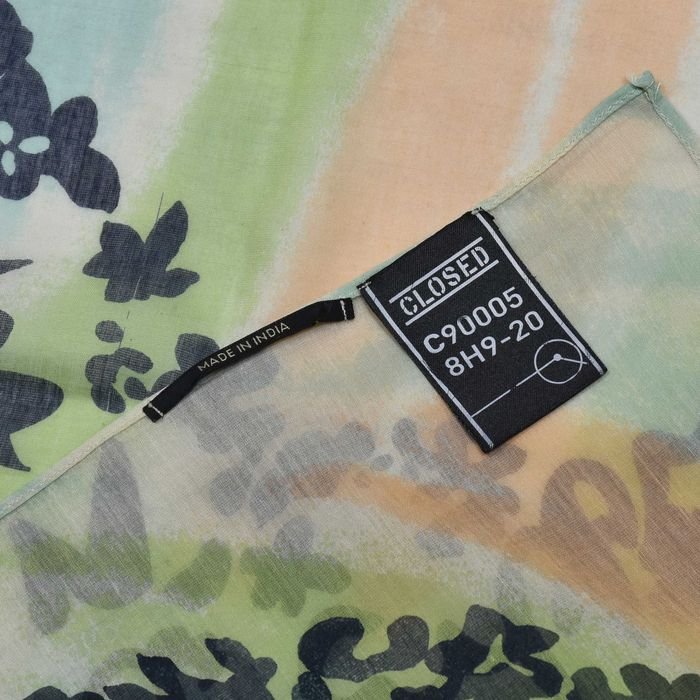 CLOSED
C90005
8H9-20
MADE IN INDIA